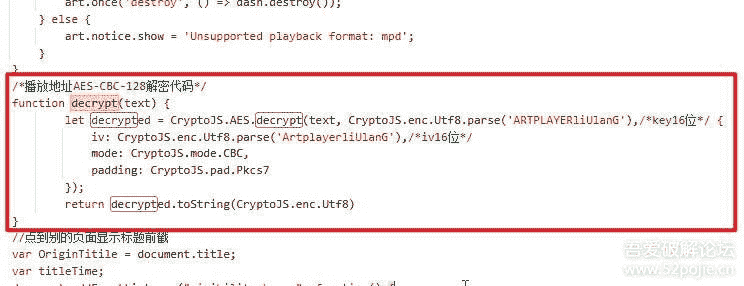 art.once('destroy', () => dash.destroy());
} else {
art.notice.show = 'Unsupported playback format: mpd';
}
}
/*播放地址AES-CBC-128解密代码*/
function decrypt(text) {
let decrypted = CryptoJS.AES.decrypt(text, CryptoJS.enc.Utf8.parse('ARTPLAYERliUlanG'),/*key16位*/ {
iv: CryptoJS.enc.Utf8.parse('ArtplayerliUlanG'),/*iv16位*/
mode: CryptoJS.mode.CBC,
padding: CryptoJS.pad.Pkcs7
});
return decrypted.toString(CryptoJS.enc.Utf8)
}
//点到别的页面显示标题前戳
var OriginTitile = document.title;
var titleTime;
吾爱破解论坛
www.52pojie.cn